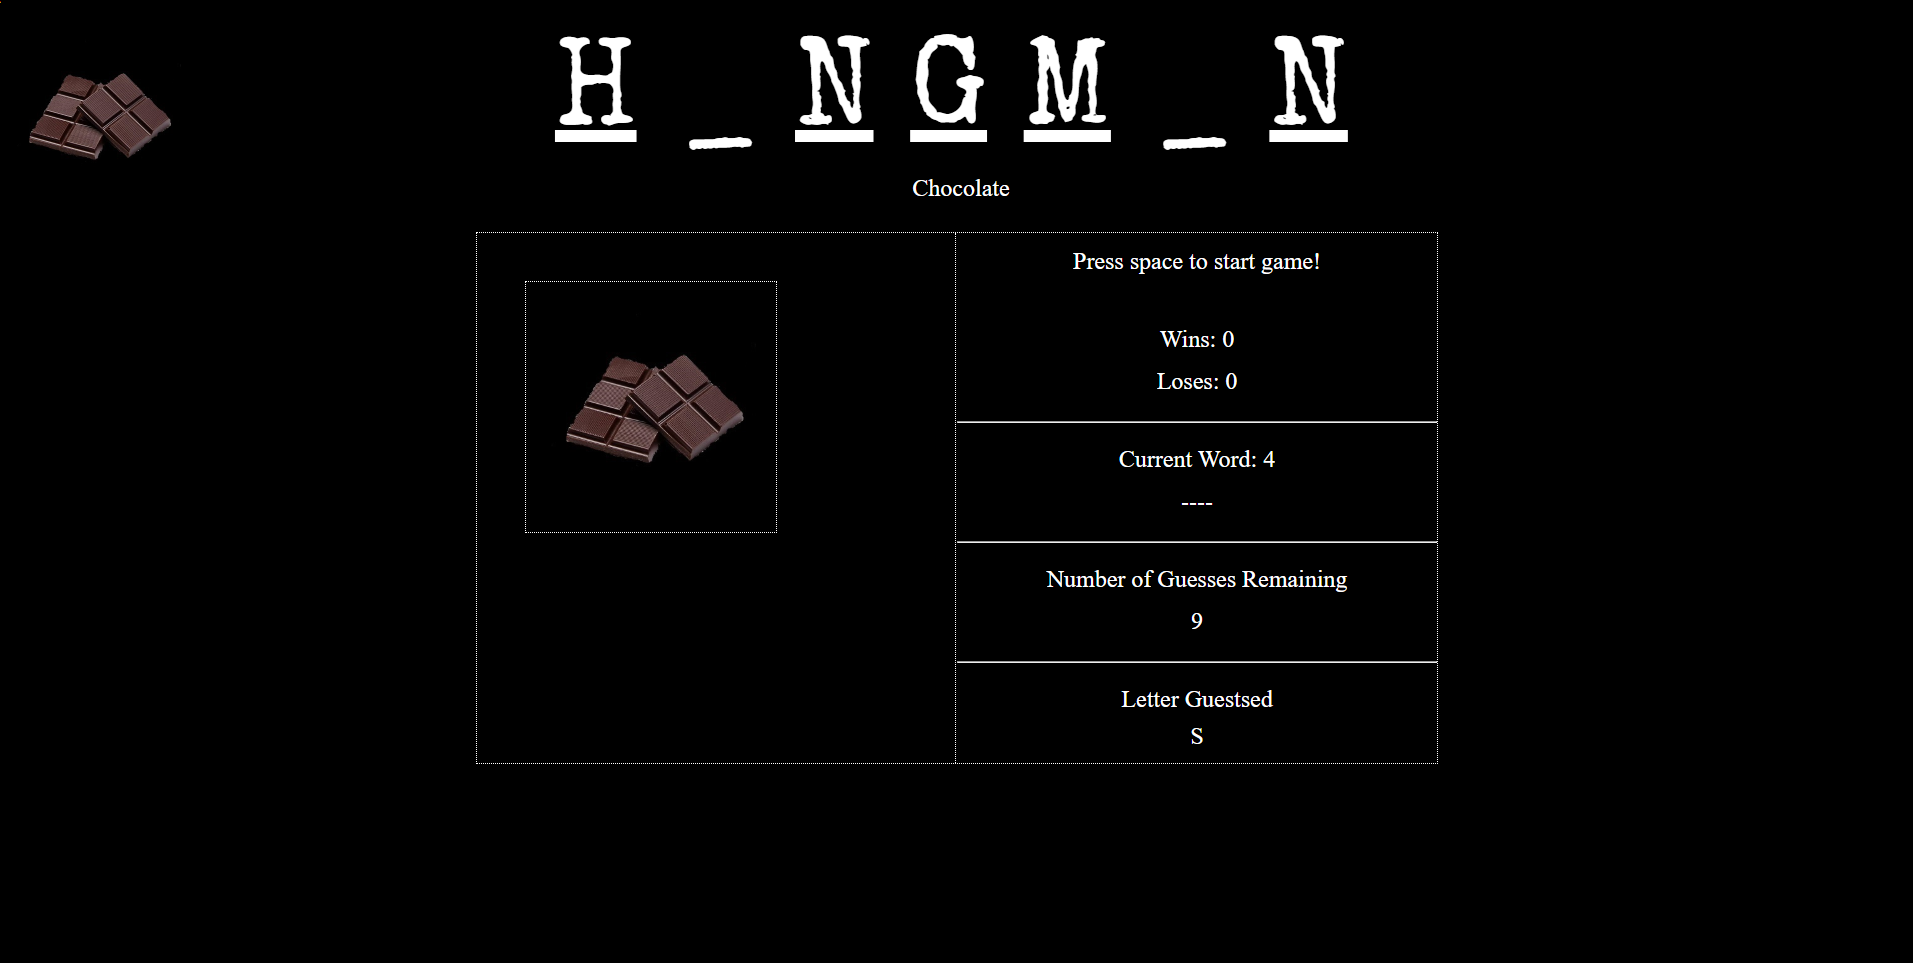 H _ N G M _ N
Chocolate
Press space to start game!
Wins: 0
Loses: 0
Current Word: 4
----
Number of Guesses Remaining
9
Letter Guestsed
S